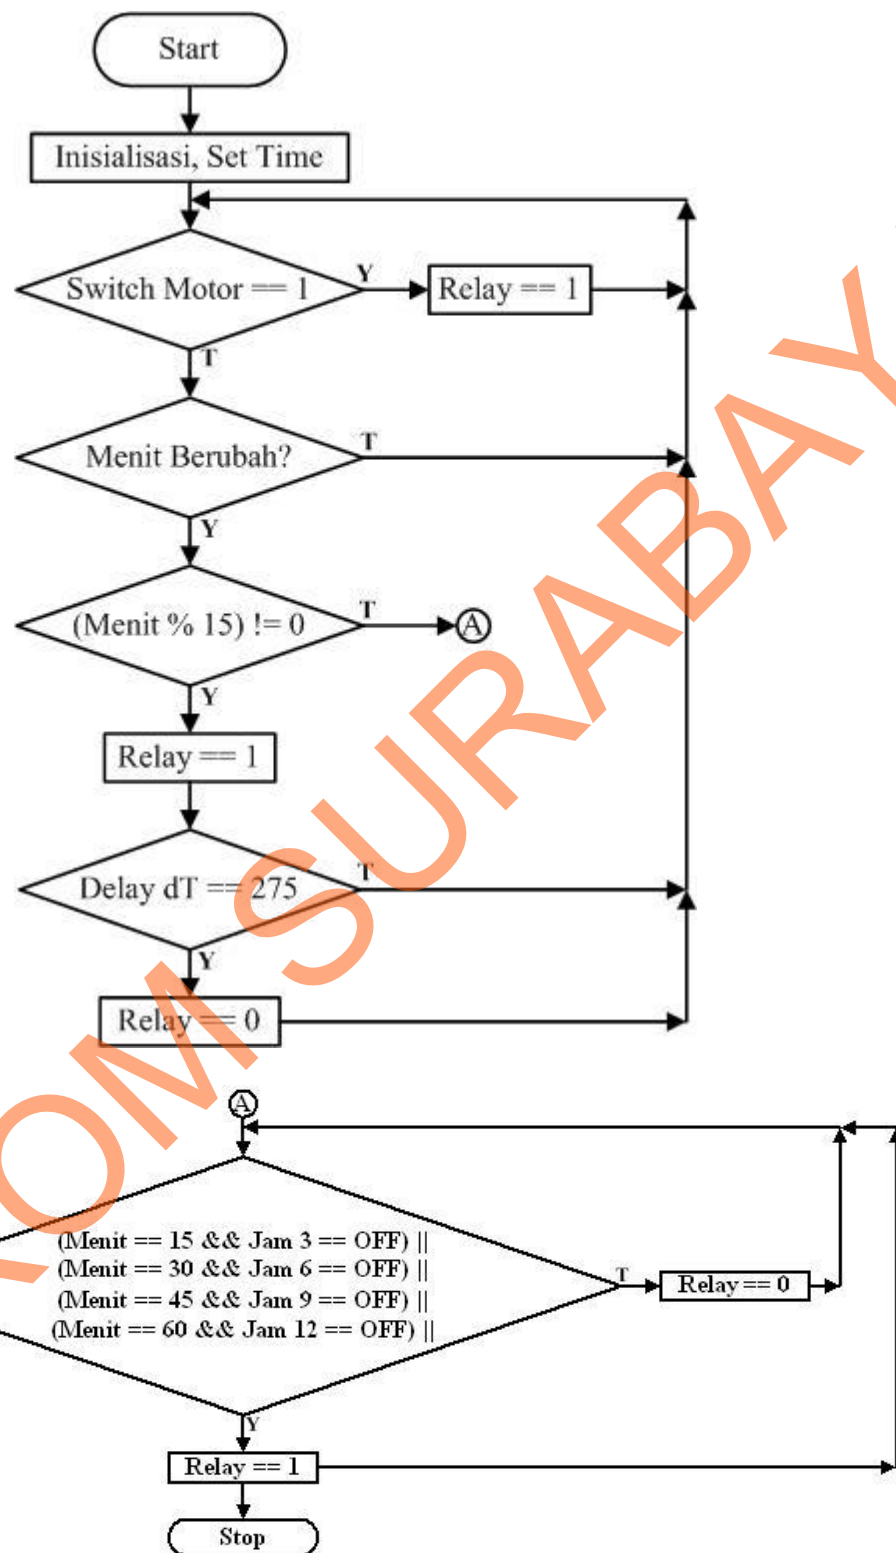 Start
Inisialisasi, Set Time
Switch Motor == 1
Y
Relay == 1
T
Menit Berubah?
T
Y
(Menit % 15) != 0
T
A
Y
Relay == 1
Delay dT == 275
T
Y
Relay == 0
A
(Menit == 15 && Jam 3 == OFF) ||
(Menit == 30 && Jam 6 == OFF) ||
(Menit == 45 && Jam 9 == OFF) ||
(Menit == 60 && Jam 12 == OFF) ||
T
Relay == 0
Y
Relay == 1
Stop
KOM SURABAY